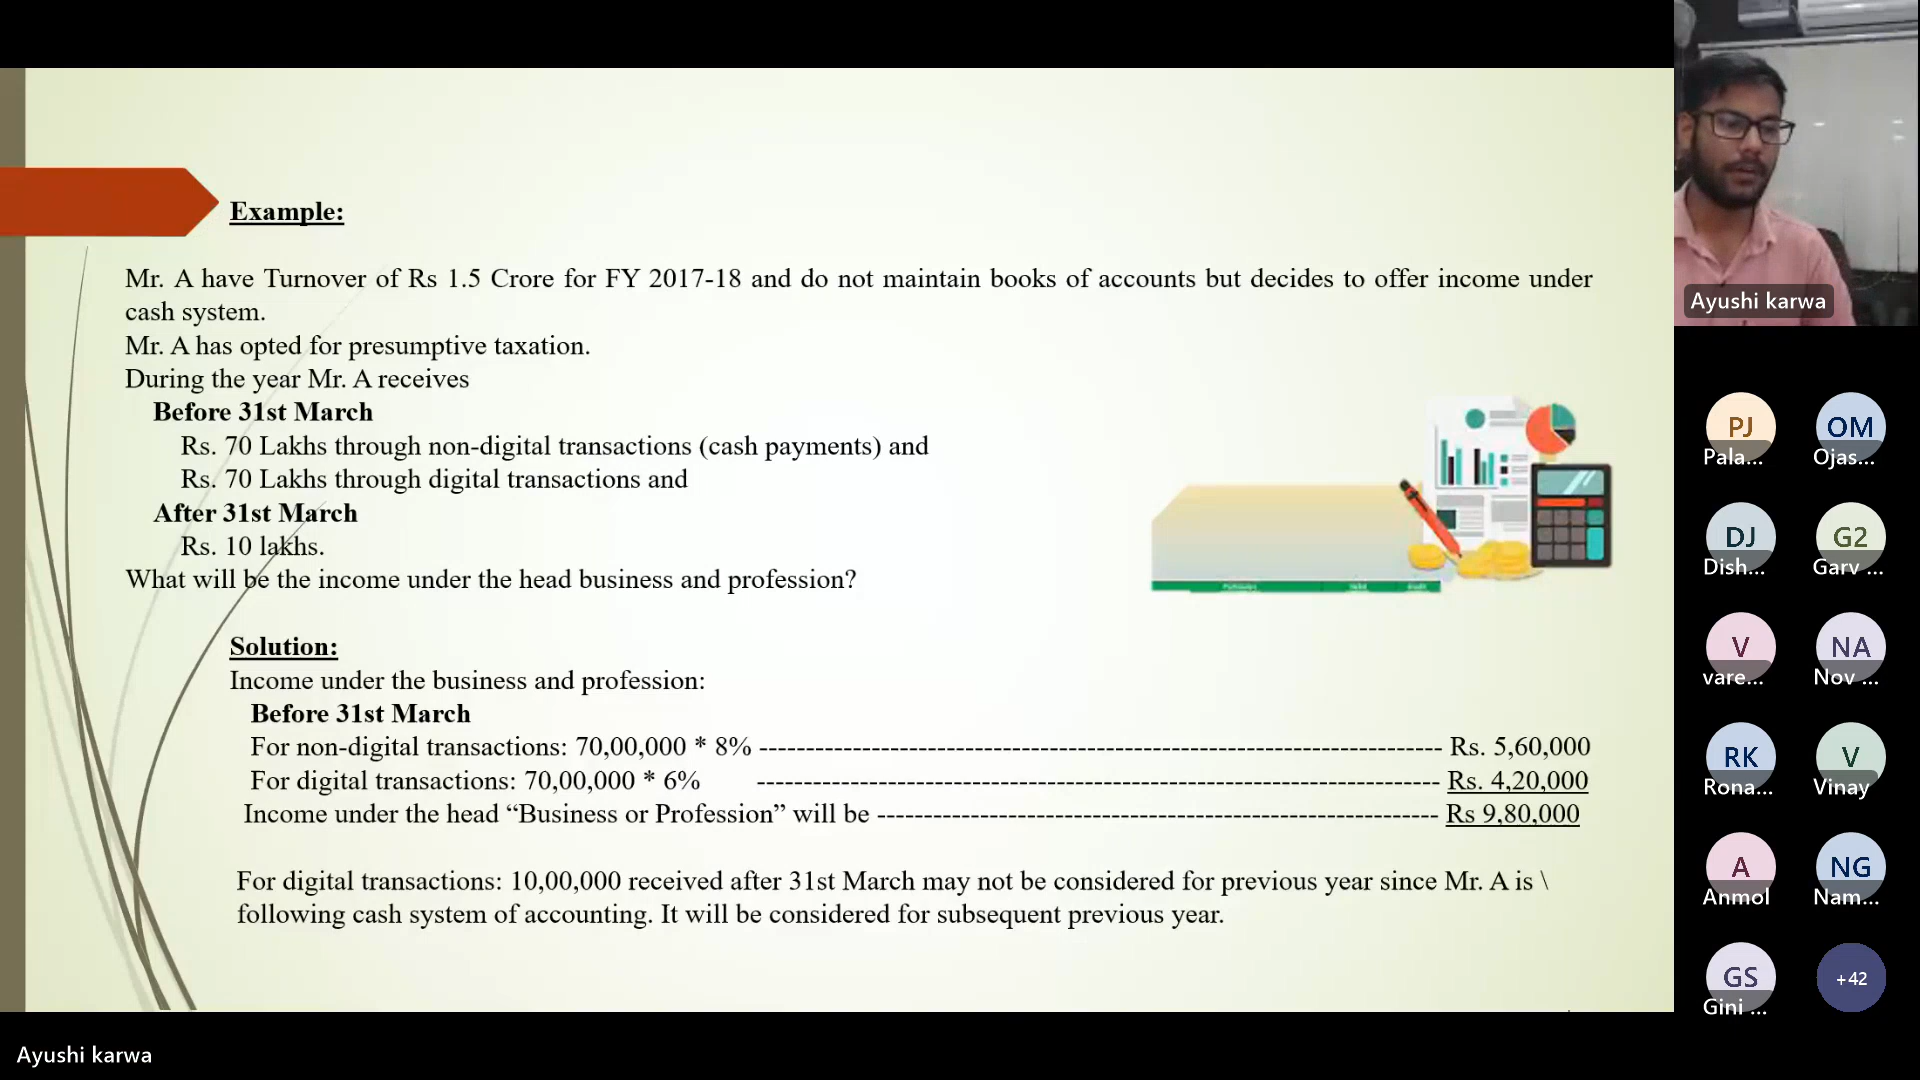 Example:
Mr. A have Turnover of Rs 1.5 Crore for FY 2017-18 and do not maintain books of accounts but decides to offer income under
cash system.
Mr. A has opted for presumptive taxation.
During the year Mr. A receives
Before 31st March
Rs. 70 Lakhs through non-digital transactions (cash payments) and
Rs. 70 Lakhs through digital transactions and
After 31st March
Rs. 10 lakhs.
What will be the income under the head business and profession?
Solution:
Income under the business and profession:
Before 31st March
For non-digital transactions: 70,00,000 * 8% ------------------------------------------------------------------------- Rs. 5,60,000
For digital transactions: 70,00,000 * 6% ------------------------------------------------------------------------- Rs. 4,20,000
Income under the head “Business or Profession” will be ------------------------------------------------------------ Rs 9,80,000
For digital transactions: 10,00,000 received after 31st March may not be considered for previous year since Mr. A is \
following cash system of accounting. It will be considered for subsequent previous year.
Ayushi karwa
PJ OM
Pala... Ojas...
DJ G2
Dish... Garv ...
V NA
vare... Nov ...
RK V
Rona... Vinay
A NG
Anmol Nam...
GS +42
Gini ...
Ayushi karwa